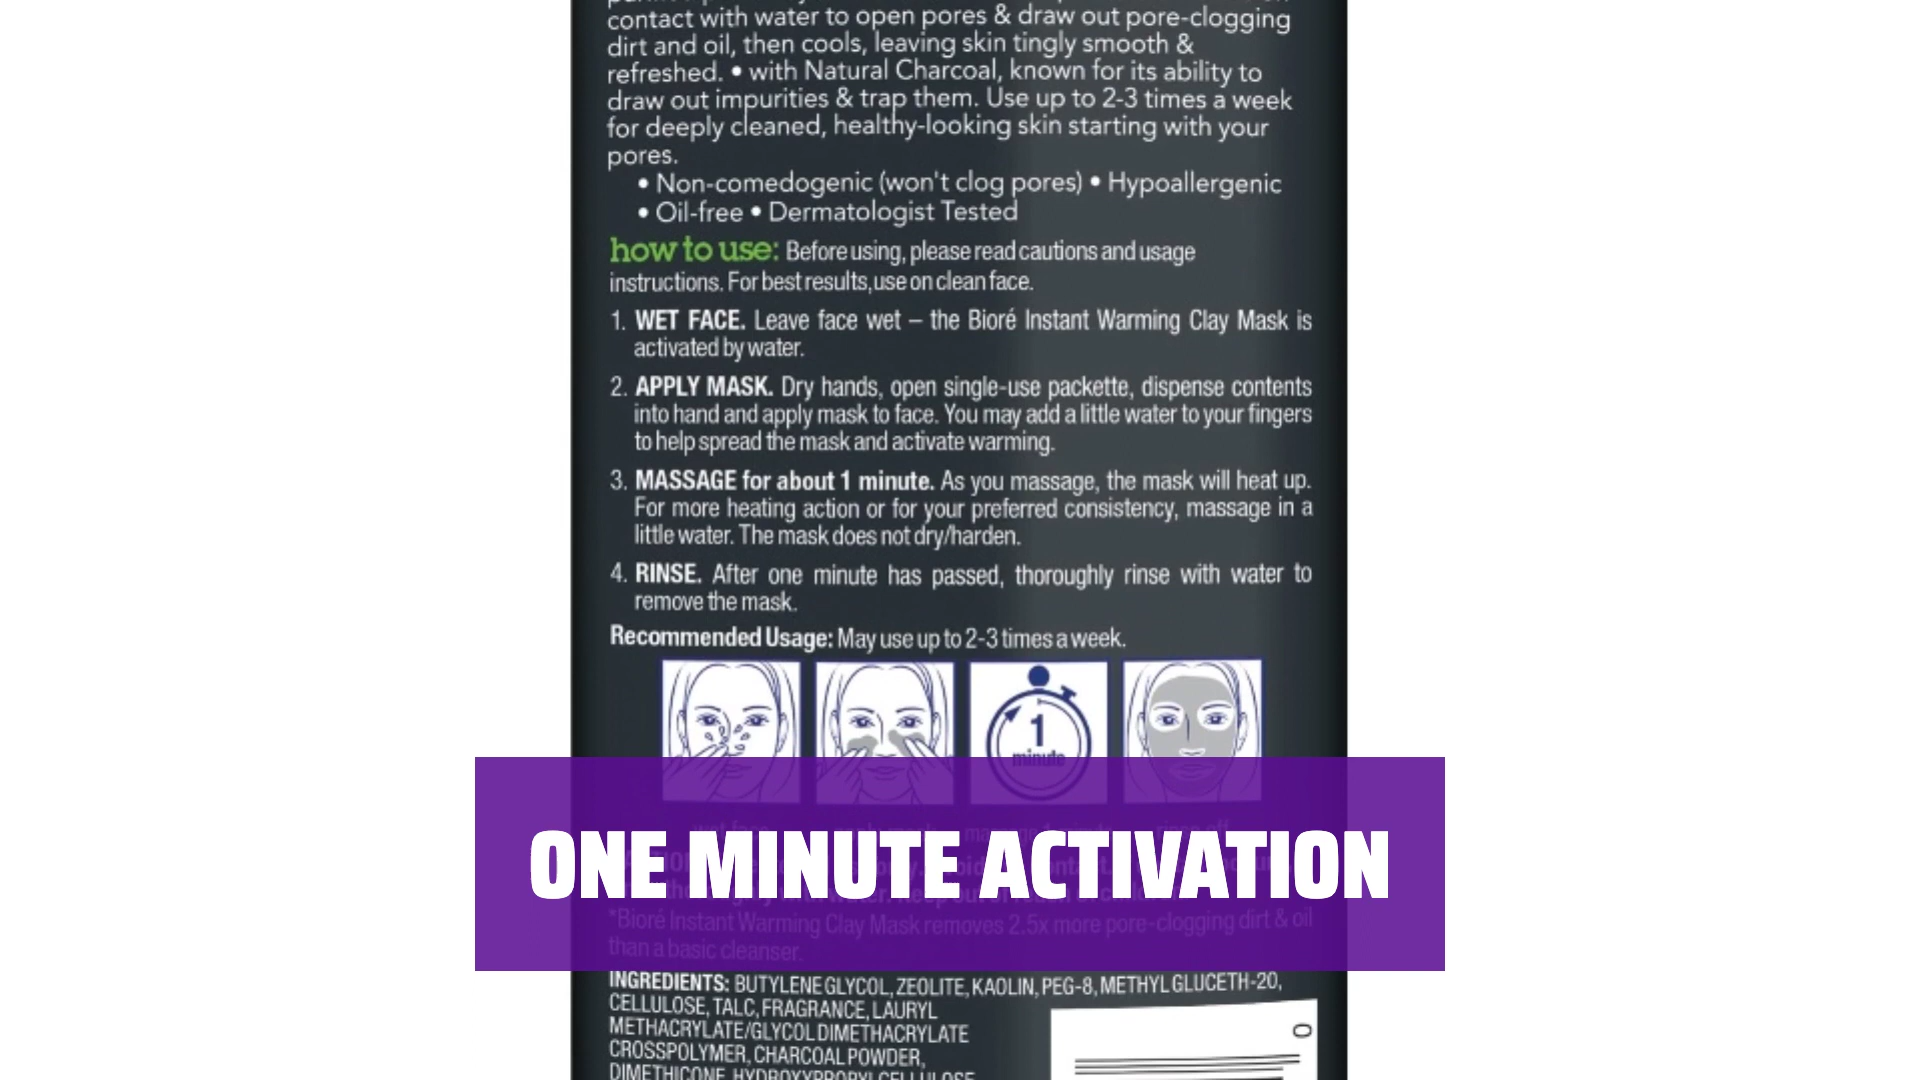 contact with water to open pores & draw out pore-clogging
dirt and oil, then cools, leaving skin tingly smooth &
refreshed. • with Natural Charcoal, known for its ability to
draw out impurities & trap them. Use up to 2-3 times a week
for deeply cleaned, healthy-looking skin starting with your
pores.
• Non-comedogenic (won't clog pores) • Hypoallergenic
• Oil-free • Dermatologist Tested
how to use: Before using, please read cautions and usage
instructions. For best results, use on clean face.
1. WET FACE. Leave face wet – the Bioré Instant Warming Clay Mask is
activated by water.
2. APPLY MASK. Dry hands, open single-use packette, dispense contents
into hand and apply mask to face. You may add a little water to your fingers
to help spread the mask and activate warming.
3. MASSAGE for about 1 minute. As you massage, the mask will heat up.
For more heating action or for your preferred consistency, massage in a
little water. The mask does not dry/harden.
4. RINSE. After one minute has passed, thoroughly rinse with water to
remove the mask.
Recommended Usage: May use up to 2-3 times a week.
1
minute
ONE MINUTE ACTIVATION
*Bioré Instant Warming Clay Mask removes 2.5x more pore-clogging dirt & oil
than a basic cleanser.
INGREDIENTS: BUTYLENE GLYCOL, ZEOLITE, KAOLIN, PEG-8, METHYL GLUCETH-20,
CELLULOSE, TALC, FRAGRANCE, LAURYL
METHACRYLATE/GLYCOL DIMETHACRYLATE
CROSSPOLYMER, CHARCOAL POWDER,
DIMETHICONE, HYDROXYPROPYLCELLULOSE
0